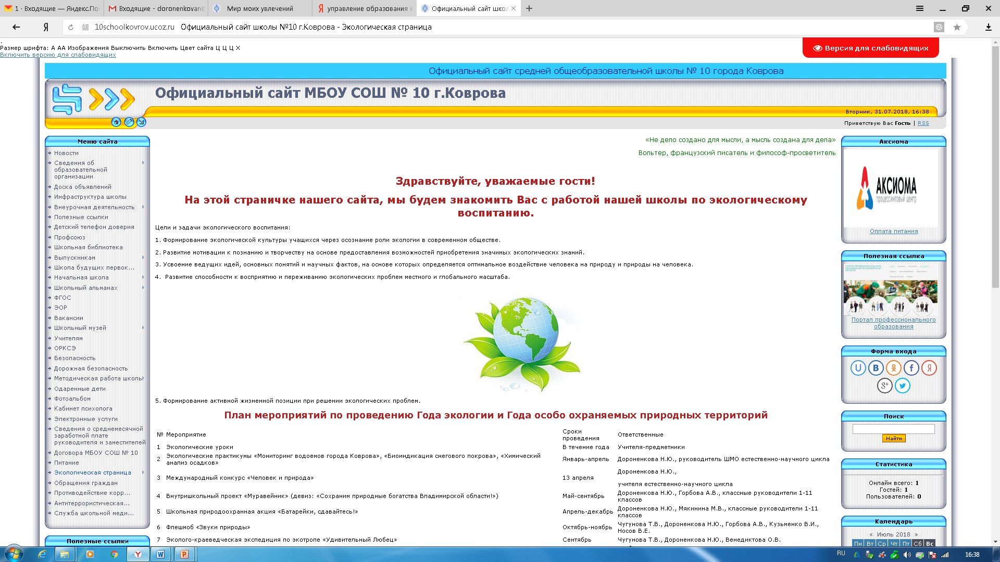 1 · Входящие — Яндекс.По
Входящие - doronenkovan@
Мир моих увлечений
управление образования к
Официальный сайт школ
10schoolkovrov.ucoz.ru Официальный сайт школы №10 г.Коврова - Экологическая страница
Размер шрифта: А АА Изображения Выключить Включить Цвет сайта Ц Ц Ц Х
Включить версию для слабовидящих
Версия для слабовидящих
Официальный сайт средней общеобразовательной школы № 10 города Коврова
Официальный сайт МБОУ СОШ № 10 г.Коврова
Вторник, 31.07.2018, 16:38
Приветствую Вас Гость | RSS
Меню сайта
Новости
Сведения об
образовательной
организации
Доска объявлений
Инфраструктура школы
Внеурочная деятельность
Полезные ссылки
Детский телефон доверия
Профсоюз
Школьная библиотека
Выпускникам
Школа будущих первок...
Начальная школа
Школьный альманах
ФГОС
ЭОР
Вакансии
Школьный музей
Учителям
ОРКСЭ
Безопасность
Дорожная безопасность
Методическая работа школы
Одаренные дети
Фотоальбом
Кабинет психолога
Электронные услуги
Сведения о среднемесячной
заработной плате
руководителя и заместителей
Договора МБОУ СОШ № 10
Питание
Экологическая страница
Обращения граждан
Противодействие корр...
Антитеррористическая...
Служба школьной меди...
Полезные ссылки
«Не дело создано для мысли, а мысль создана для дела»
Вольтер, французский писатель и философ-просветитель
Здравствуйте, уважаемые гости!
На этой страничке нашего сайта, мы будем знакомить Вас с работой нашей школы по экологическому
воспитанию.
Цели и задачи экологического воспитания:
1. Формирование экологической культуры учащихся через осознание роли экологии в современном обществе.
2. Развитие мотивации к познанию и творчеству на основе предоставления возможностей приобретения значимых экологических знаний.
3. Усвоение ведущих идей, основных понятий и научных фактов, на основе которых определяется оптимальное воздействие человека на природу и природы на человека.
4. Развитие способности к восприятию и переживанию экологических проблем местного и глобального масштаба.
5. Формирование активной жизненной позиции при решении экологических проблем.
План мероприятий по проведению Года экологии и Года особо охраняемых природных территорий
№ Мероприятие Сроки проведения Ответственные
1 Экологические уроки В течение года Учителя-предметники
2 Экологические практикумы «Мониторинг водоемов города Коврова», «Биоиндикация снегового покрова», «Химический анализ осадков» Январь-апрель Дороненкова Н.Ю., руководитель ШМО естественно-научного цикла
3 Международный конкурс «Человек и природа» 13 апреля Дороненкова Н.Ю.,
учителя естественно-научного цикла
4 Внутришкольный проект «Муравейник» (девиз: «Сохраним природные богатства Владимирской области!») Май-сентябрь Дороненкова Н.Ю., Горбова А.В., классные руководители 1-11 классов
5 Школьная природоохранная акция «Батарейки, сдавайтесь!» Апрель-декабрь Дороненкова Н.Ю., Мякинина М.В., классные руководители 1-11 классов
6 Флешмоб «Звуки природы» Октябрь-ноябрь Чугунова Т.В., Дороненкова Н.Ю., Горбова А.В., Кузьменко В.И., Носов В.Е.
7 Эколого-краеведческая экспедиция по экотропе «Удивительный Любец» Сентябрь Чугунова Т.В., Дороненкова Н.Ю., Венедиктова О.В.
Аксиома
АКСИОМА
процессинговый центр
Оплата питания
Полезная ссылка
Портал профессионального
образования
Форма входа
Поиск
Найти
Статистика
Онлайн всего: 1
Гостей: 1
Пользователей: 0
Календарь
« Июль 2018 »
Пн Вт Ср Чт Пт Сб Вс
RU
16:38